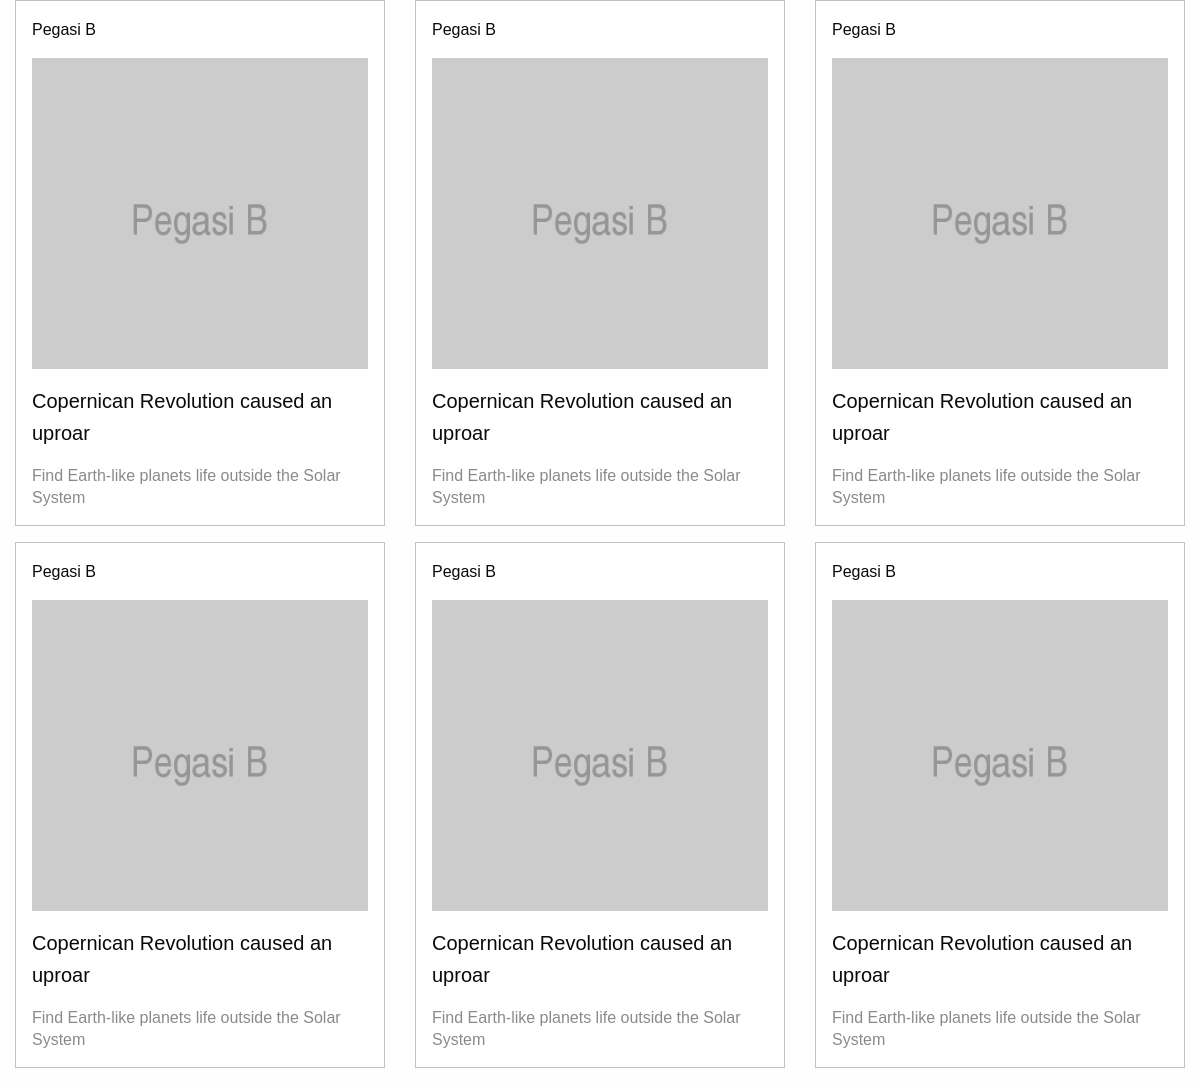 Pegasi B
Pegasi B
Copernican Revolution caused an
uproar
Find Earth-like planets life outside the Solar
System
Pegasi B
Pegasi B
Copernican Revolution caused an
uproar
Find Earth-like planets life outside the Solar
System
Pegasi B
Pegasi B
Copernican Revolution caused an
uproar
Find Earth-like planets life outside the Solar
System
Pegasi B
Pegasi B
Copernican Revolution caused an
uproar
Find Earth-like planets life outside the Solar
System
Pegasi B
Pegasi B
Copernican Revolution caused an
uproar
Find Earth-like planets life outside the Solar
System
Pegasi B
Pegasi B
Copernican Revolution caused an
uproar
Find Earth-like planets life outside the Solar
System